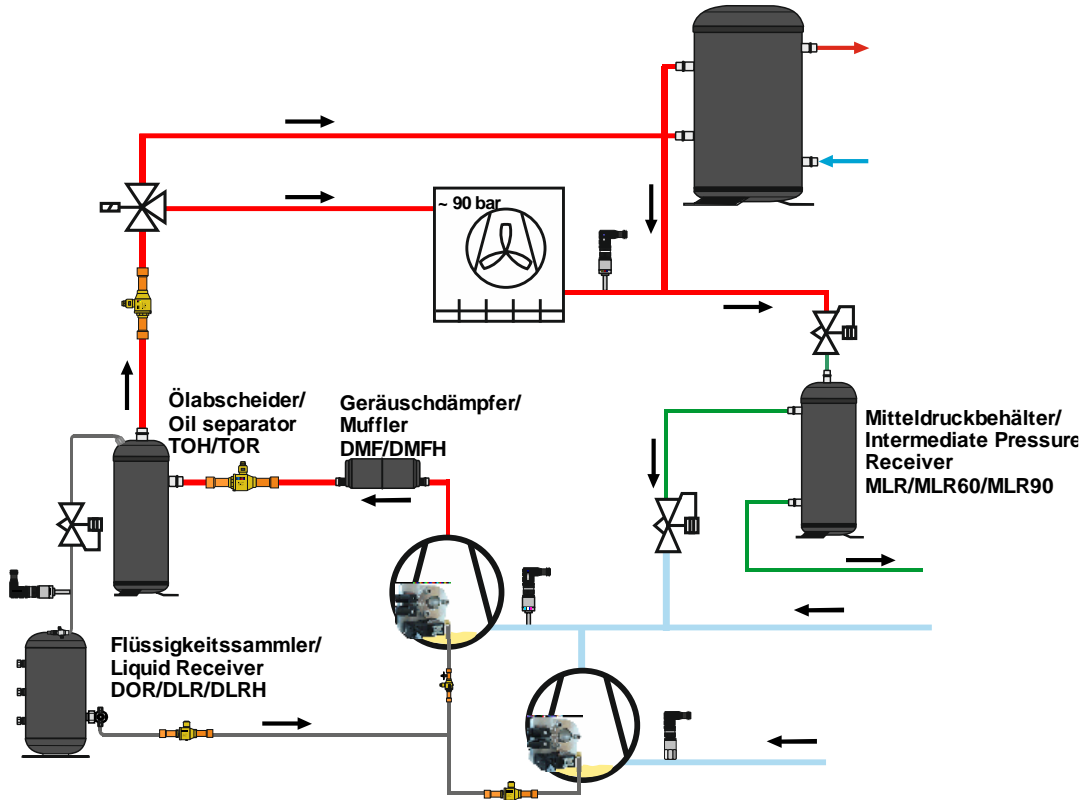 ~ 90 bar
Ölabscheider/
Oil separator
TOH/TOR
Geräuschdämpfer/
Muffler
DMF/DMFH
Mitteldruckbehälter/
Intermediate Pressure
Receiver
MLR/MLR60/MLR90
Flüssigkeitssammler/
Liquid Receiver
DOR/DLR/DLRH